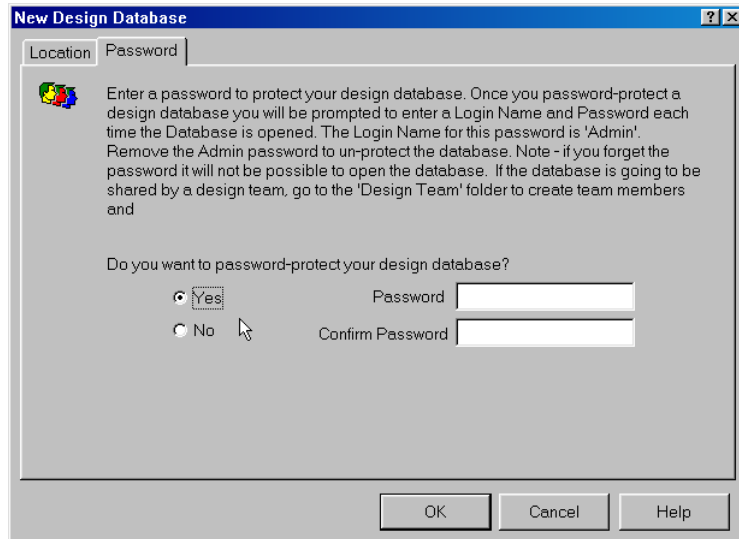 New Design Database
Location Password
Enter a password to protect your design database. Once you password-protect a
design database you will be prompted to enter a Login Name and Password each
time the Database is opened. The Login Name for this password is 'Admin'.
Remove the Admin password to un-protect the database. Note - if you forget the
password it will not be possible to open the database. If the database is going to be
shared by a design team, go to the 'Design Team' folder to create team members
and
Do you want to password-protect your design database?
Yes Password
No Confirm Password
OK Cancel Help